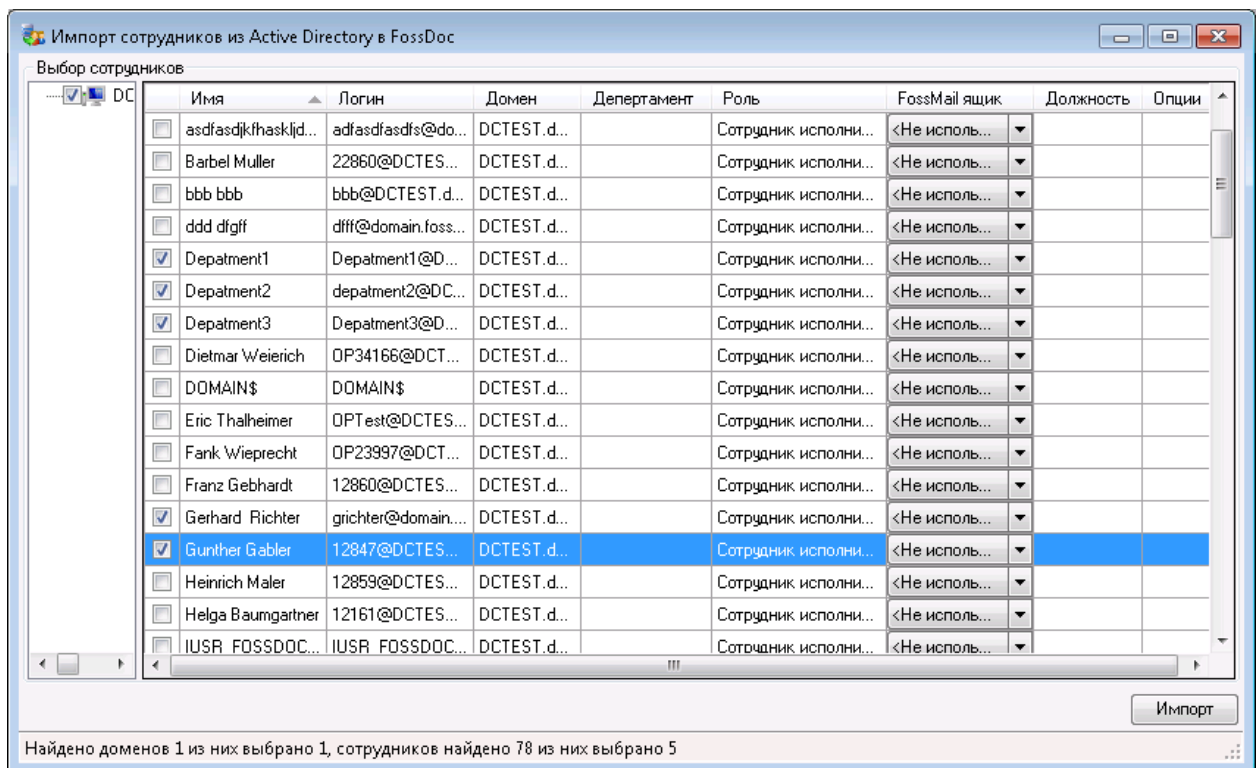 Импорт сотрудников из Active Directory в FossDoc
Выбор сотрудников
DC
Имя Логин Домен Департамент Роль FossMail ящик Должность Опции
asdfasdjkfhaskljd... adfasdfasdfs@do... DCTEST.d... Сотрудник исполни... <Не исполь...
Barbel Muller 22860@DCTES... DCTEST.d... Сотрудник исполни... <Не исполь...
bbb bbb bbb@DCTEST.d... DCTEST.d... Сотрудник исполни... <Не исполь...
ddd dfgff dfff@domain.foss... DCTEST.d... Сотрудник исполни... <Не исполь...
Depatment1 Depatment1@D... DCTEST.d... Сотрудник исполни... <Не исполь...
Depatment2 depatment2@DC... DCTEST.d... Сотрудник исполни... <Не исполь...
Depatment3 Depatment3@D... DCTEST.d... Сотрудник исполни... <Не исполь...
Dietmar Weierich OP34166@DCT... DCTEST.d... Сотрудник исполни... <Не исполь...
DOMAIN$ DOMAIN$ DCTEST.d... Сотрудник исполни... <Не исполь...
Eric Thalheimer OPTest@DCTES... DCTEST.d... Сотрудник исполни... <Не исполь...
Fank Wieprecht OP23997@DCT... DCTEST.d... Сотрудник исполни... <Не исполь...
Franz Gebhardt 12860@DCTES... DCTEST.d... Сотрудник исполни... <Не исполь...
Gerhard Richter grichter@domain.... DCTEST.d... Сотрудник исполни... <Не исполь...
Gunther Gabler 12847@DCTES... DCTEST.d... Сотрудник исполни... <Не исполь...
Heinrich Maler 12859@DCTES... DCTEST.d... Сотрудник исполни... <Не исполь...
Helga Baumgartner 12161@DCTES... DCTEST.d... Сотрудник исполни... <Не исполь...
IUSR_FOSSDOC... IUSR_FOSSDOC... DCTEST.d... Сотрудник исполни... <Не исполь...
Импорт
Найдено доменов 1 из них выбрано 1, сотрудников найдено 78 из них выбрано 5